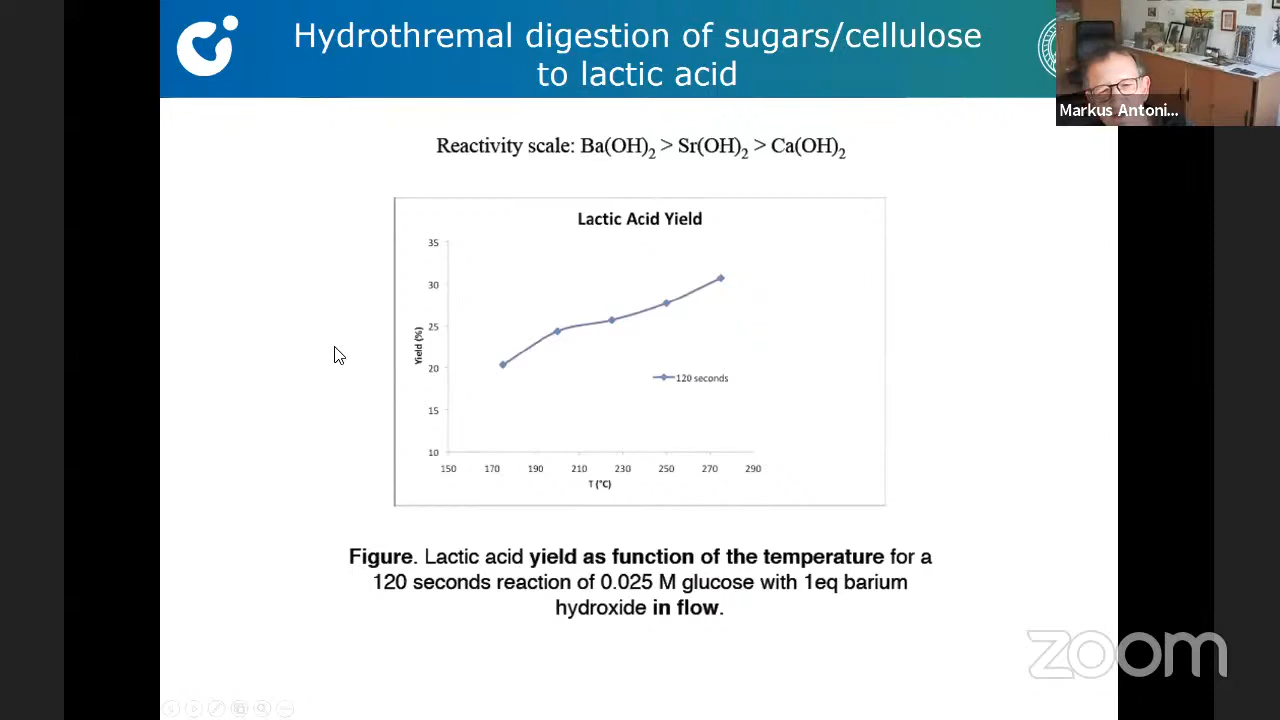 Hydrothremal digestion of sugars/cellulose
to lactic acid
Markus Antoni...
Reactivity scale: Ba(OH)2 > Sr(OH)2 > Ca(OH)2
Lactic Acid Yield
35
30
25
20
15
10
Yield (%)
120 seconds
150 170 190 210 230 250 270 290
T (°C)
Figure. Lactic acid yield as function of the temperature for a
120 seconds reaction of 0.025 M glucose with 1eq barium
hydroxide in flow.
zoom